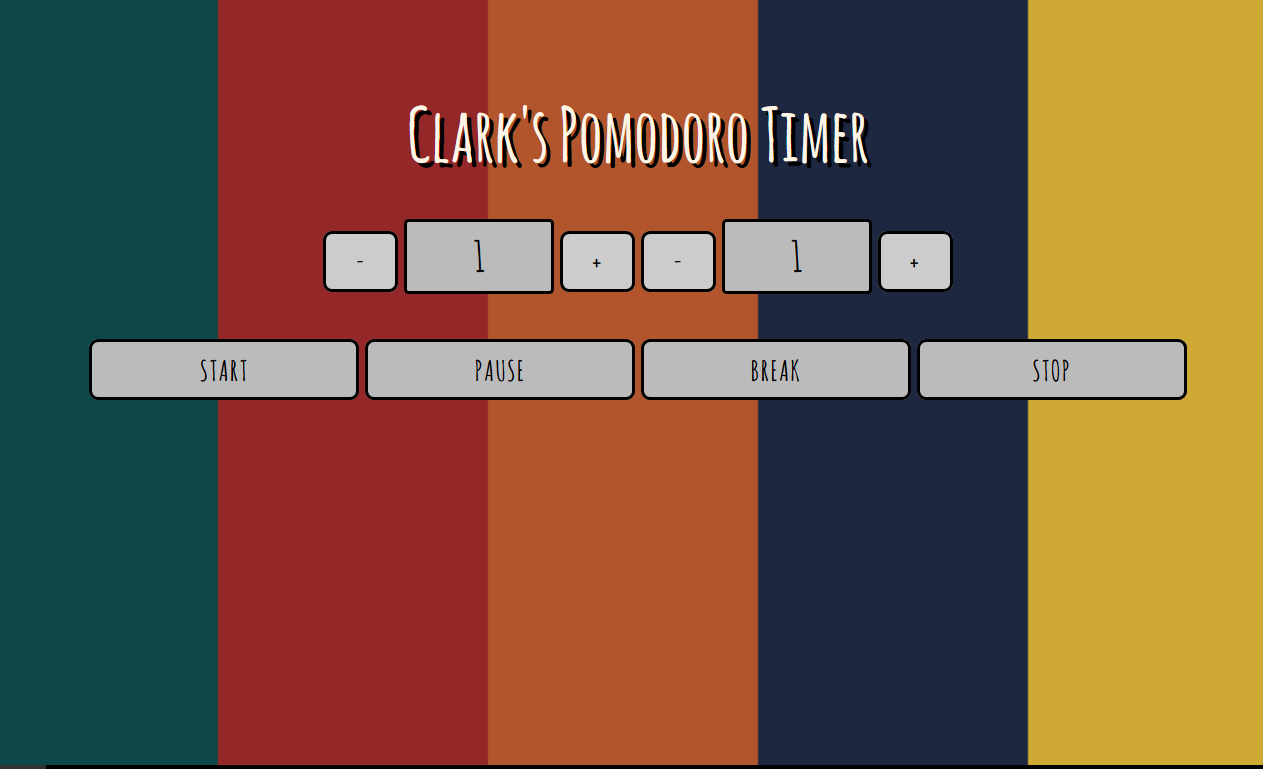 Clark's Pomodoro Timer
- 1 + - 1 +
START PAUSE BREAK STOP